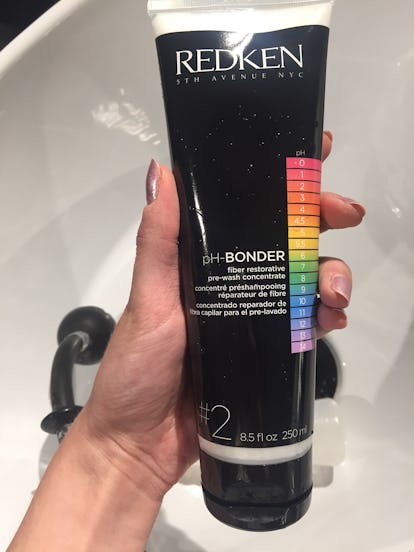 REDKEN
5TH AVENUE NYC
pH
0
1
2
3
4
4.5
5
5.5
6
7
8
9
10
11
12
13
14
pH-BONDER
fiber restorative
pre-wash concentrate
concentré préshampooing
réparateur de fibre
concentrado reparador de
fibra capilar para el pre-lavado
#2
8.5 fl oz 250 ml